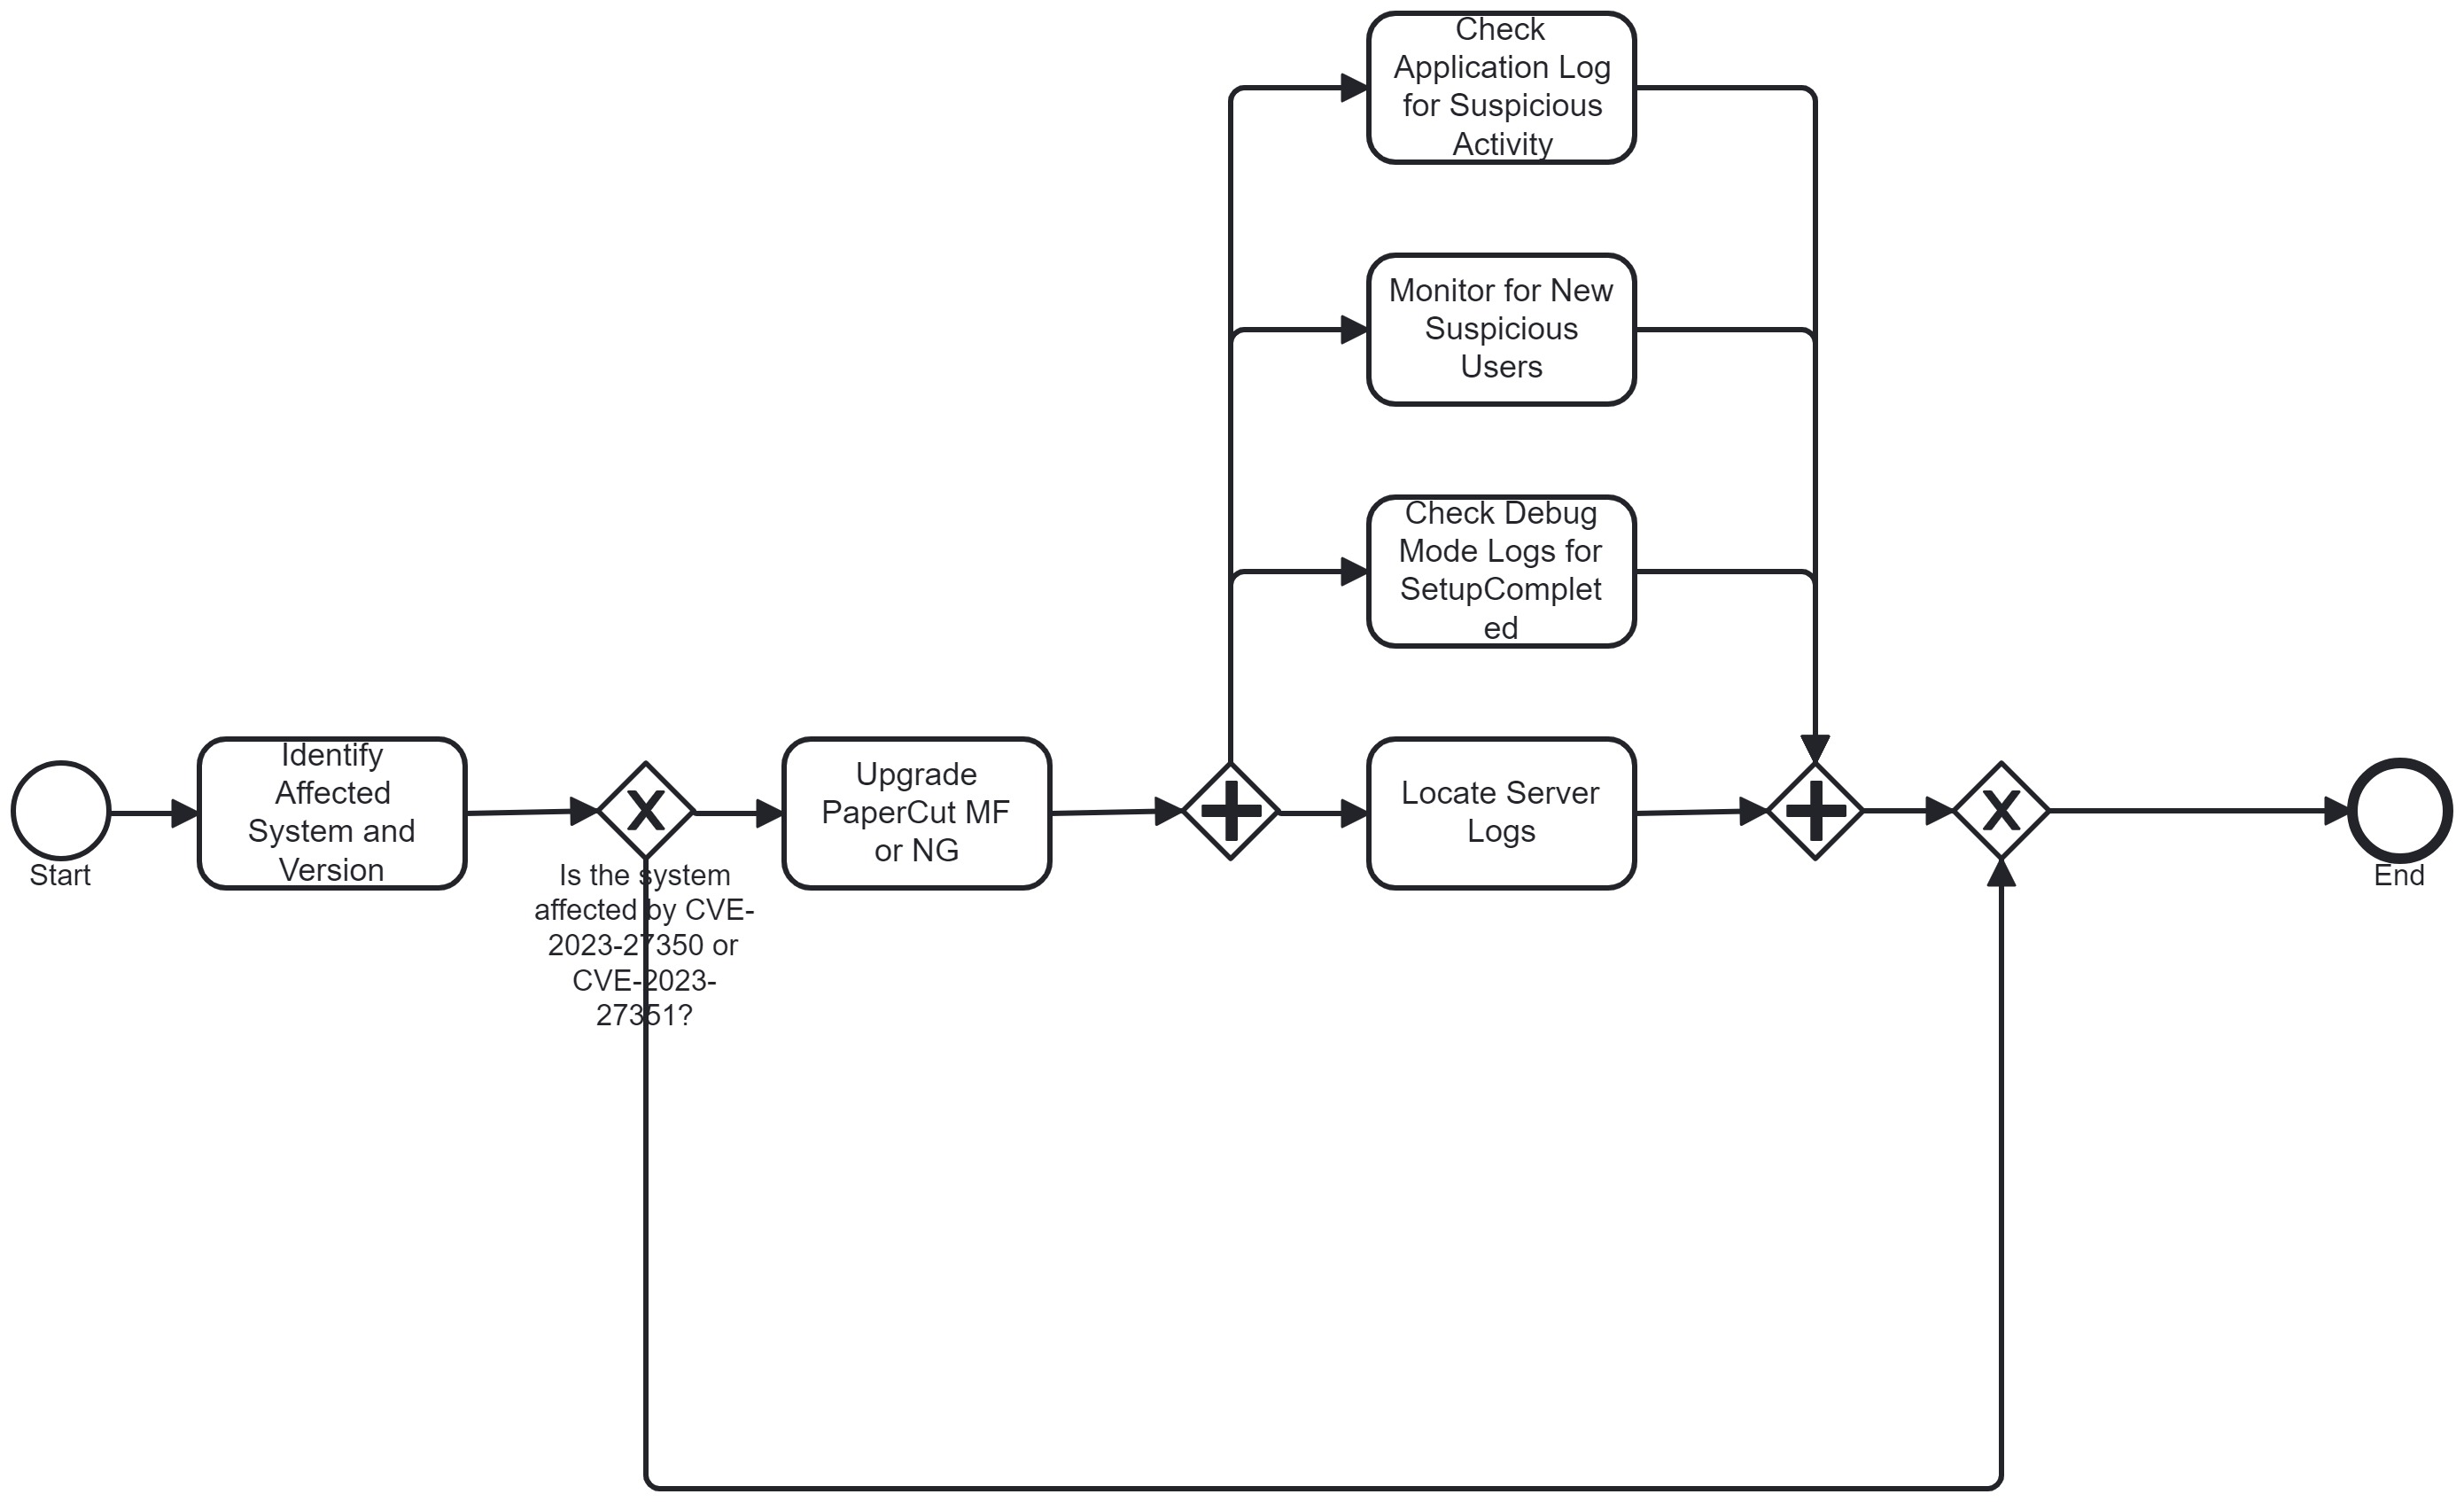 Check
Application Log
for Suspicious
Activity
Monitor for New
Suspicious
Users
Check Debug
Mode Logs for
SetupComplet
ed
Start
Identify
Affected
System and
Version
X
Is the system
affected by CVE-
2023-27350 or
CVE-2023-
27351?
Upgrade
PaperCut MF
or NG
Locate Server
Logs
X
End